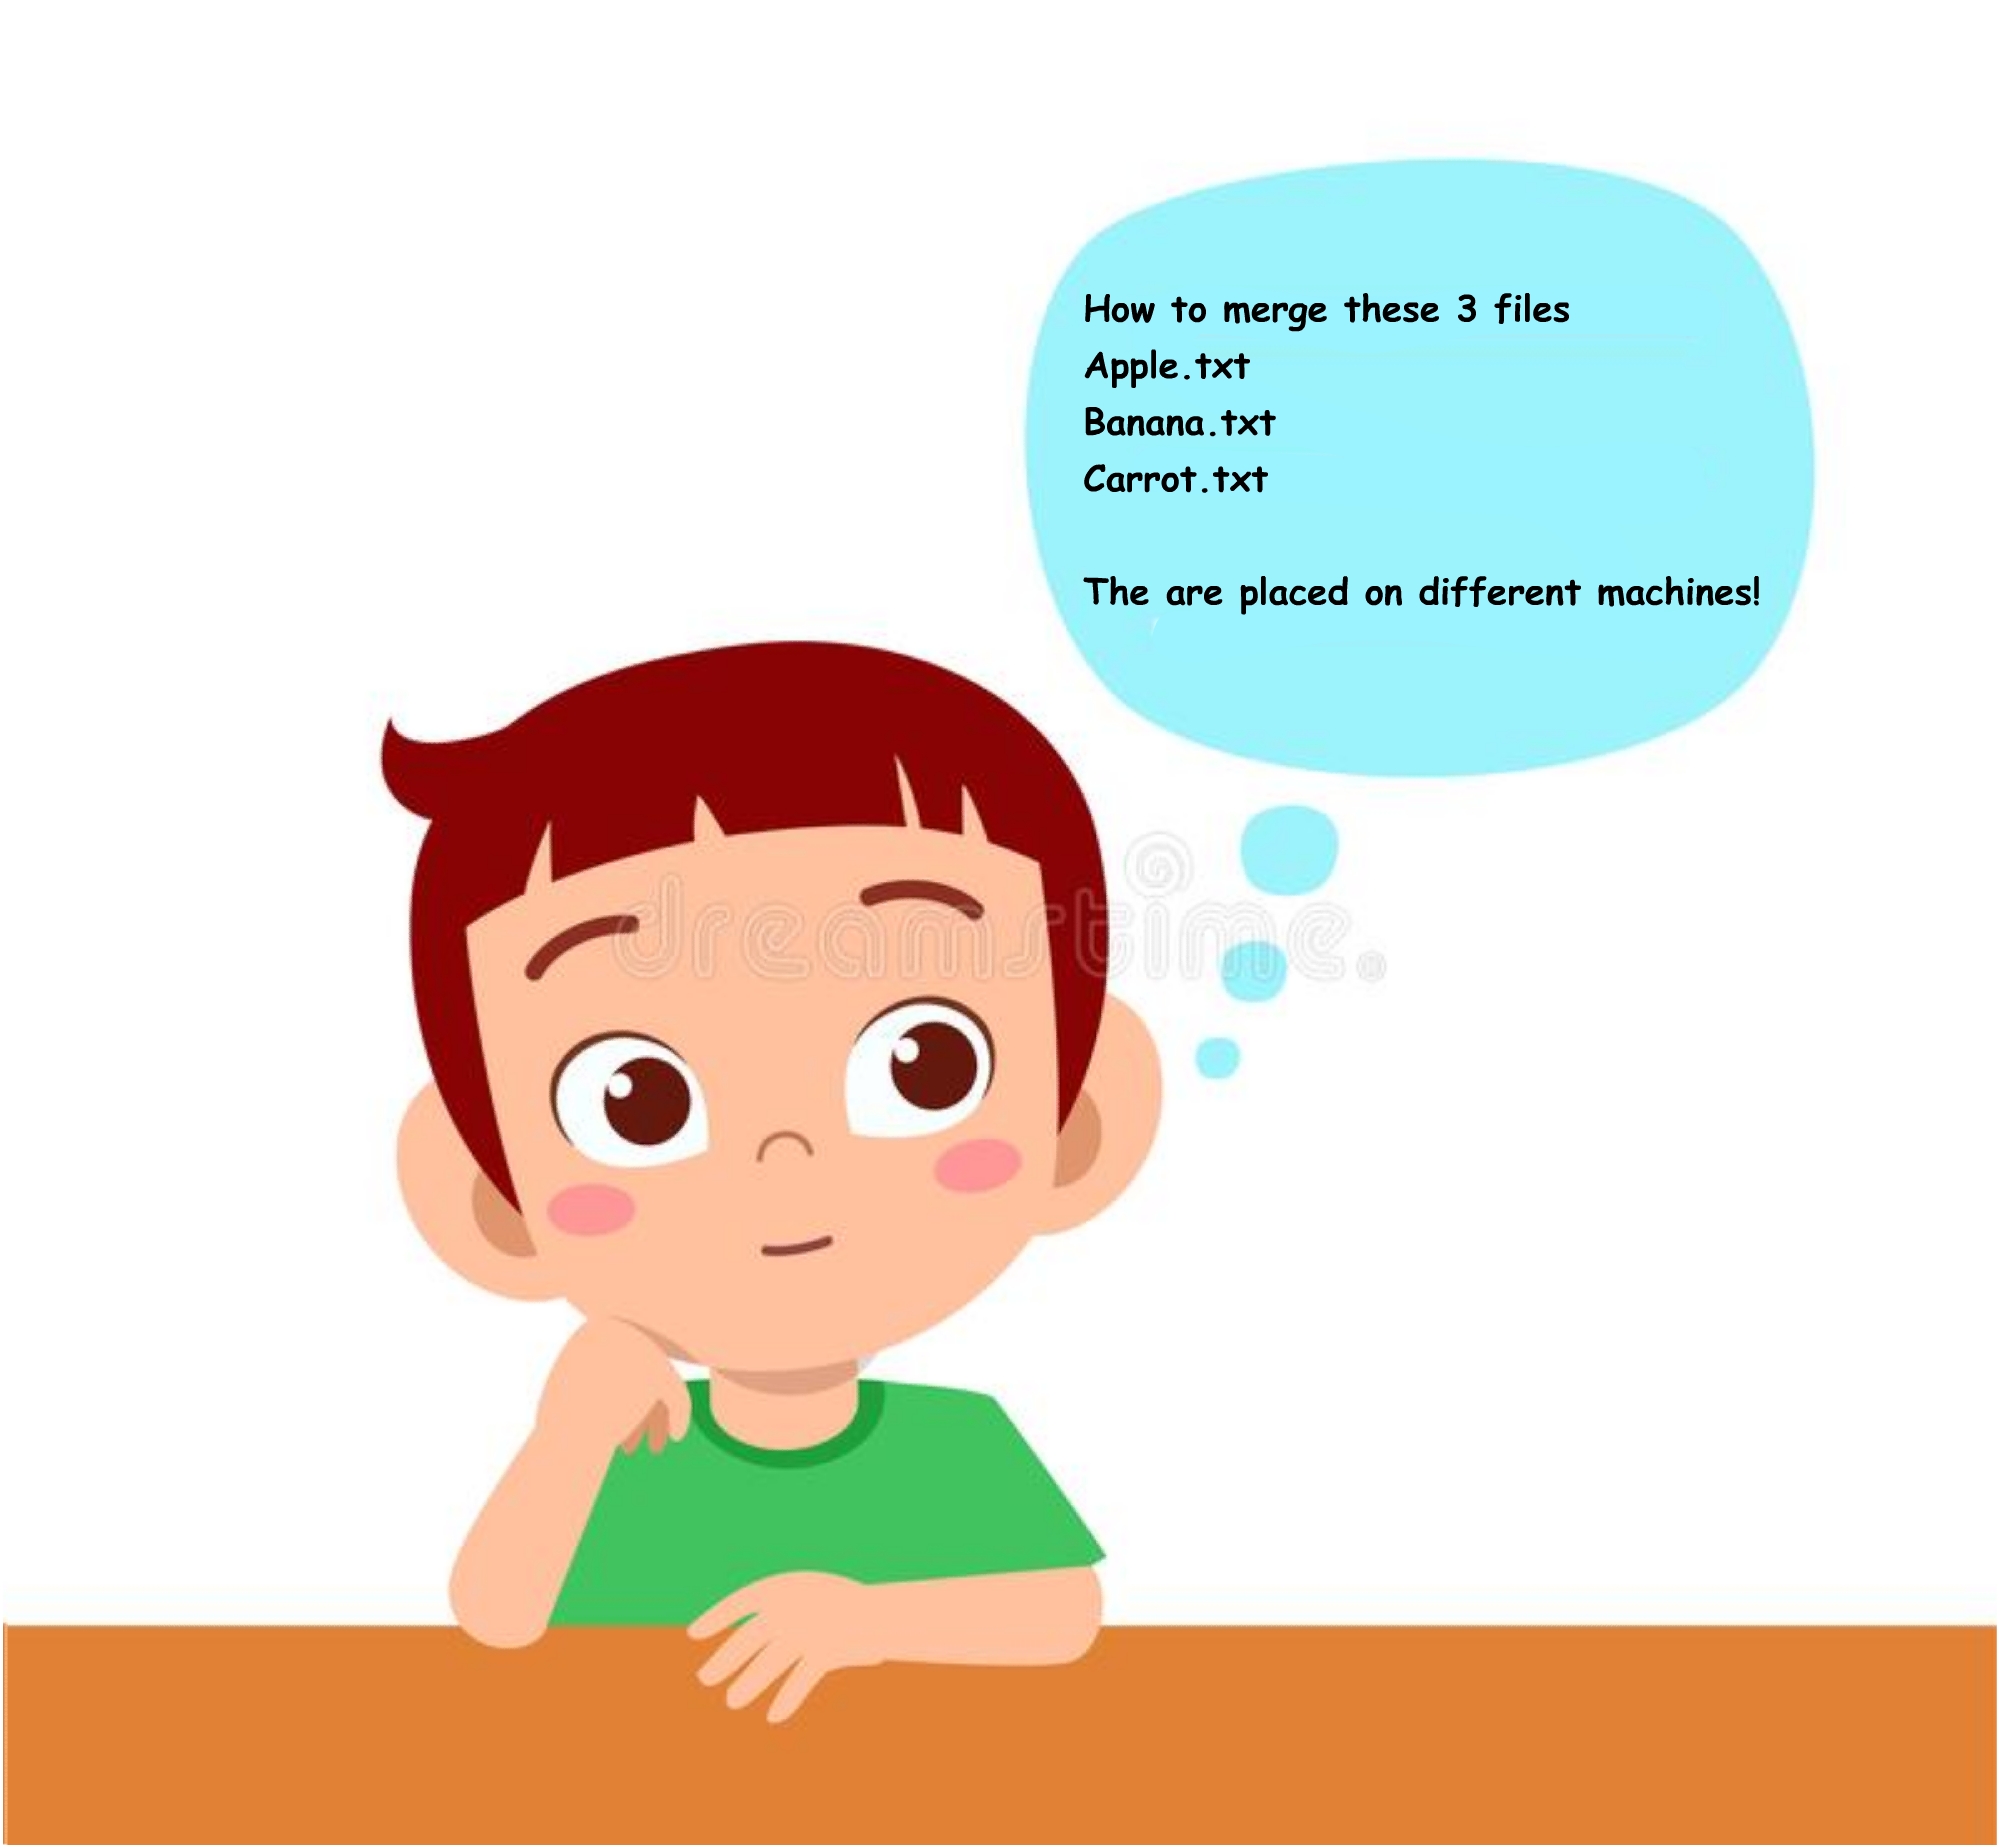 How to merge these 3 files
Apple.txt
Banana.txt
Carrot.txt
The are placed on different machines!
dreamstime.